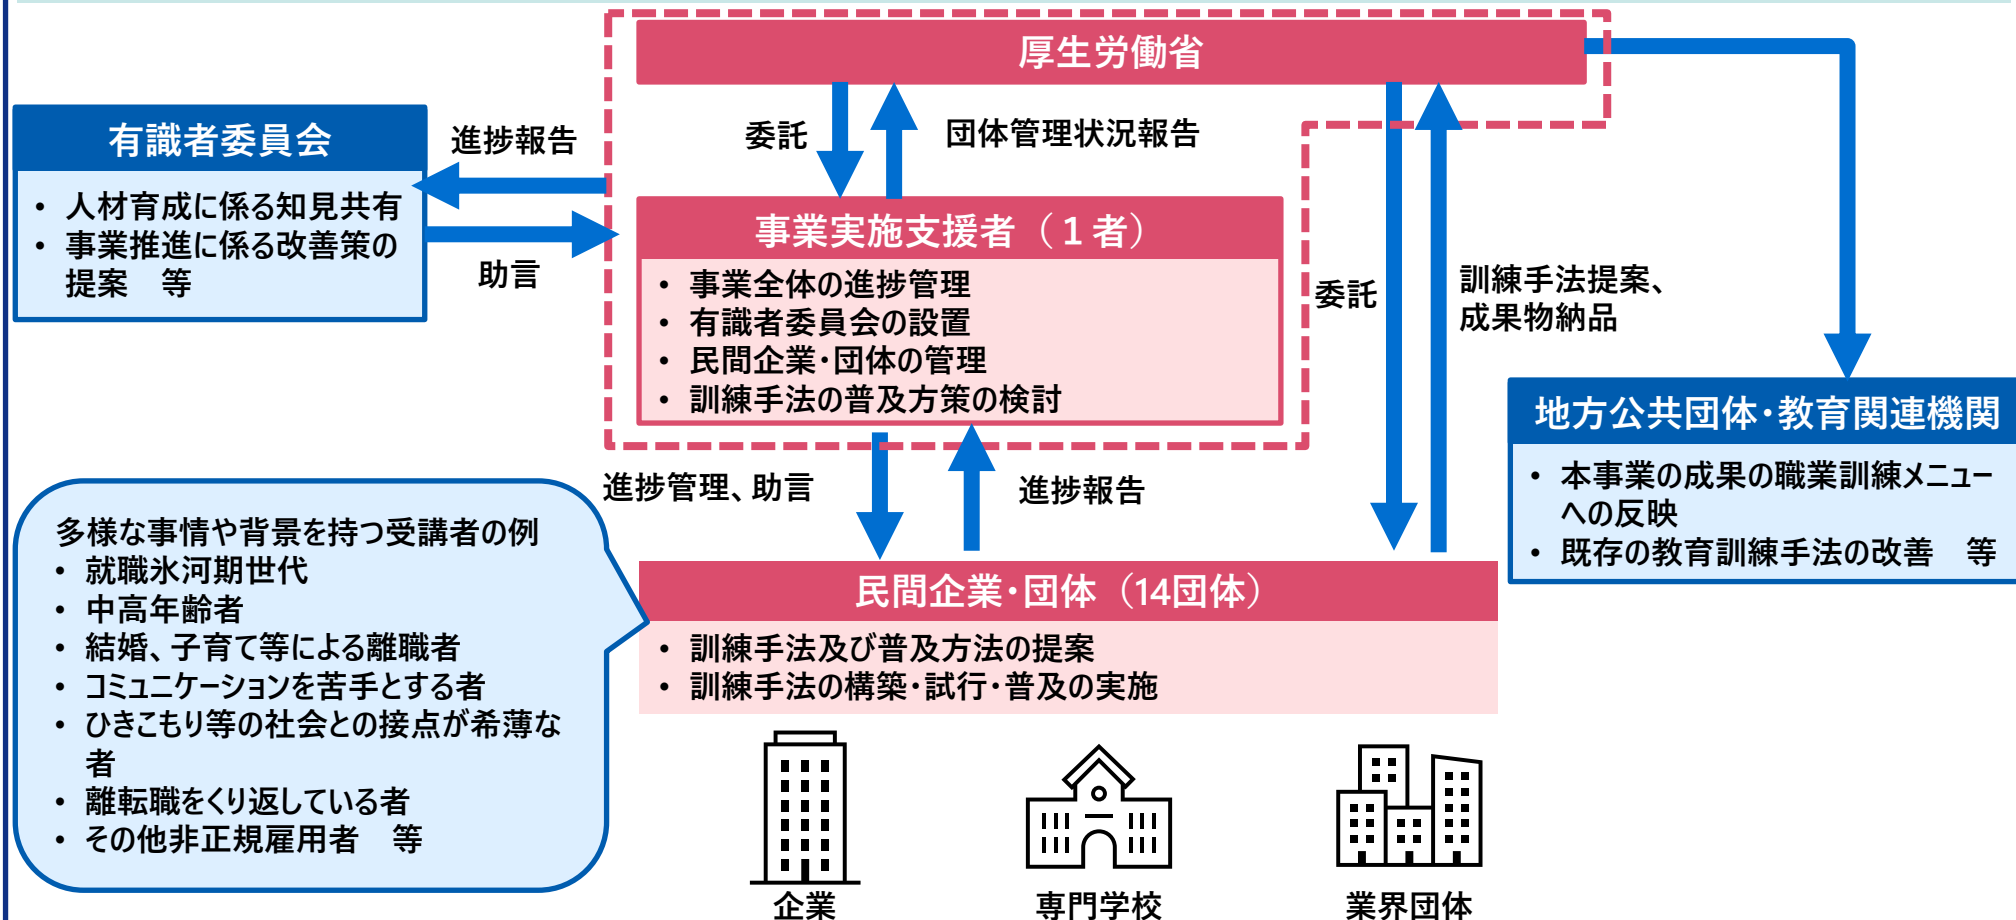 厚生労働省
有識者委員会
・ 人材育成に係る知見共有
・ 事業推進に係る改善策の
提案　等
進捗報告
助言
委託
団体管理状況報告
事業実施支援者（１者）
・ 事業全体の進捗管理
・ 有識者委員会の設置
・ 民間企業・団体の管理
・ 訓練手法の普及方策の検討
委託
訓練手法提案、
成果物納品
地方公共団体・教育関連機関
・ 本事業の成果の職業訓練メニュー
への反映
・ 既存の教育訓練手法の改善　等
進捗管理、助言
進捗報告
多様な事情や背景を持つ受講者の例
・ 就職氷河期世代
・ 中高年齢者
・ 結婚、子育て等による離職者
・ コミュニケーションを苦手とする者
・ ひきこもり等の社会との接点が希薄な
者
・ 離転職をくり返している者
・ その他非正規雇用者　等
民間企業・団体（14団体）
・ 訓練手法及び普及方法の提案
・ 訓練手法の構築・試行・普及の実施
企業
専門学校
業界団体